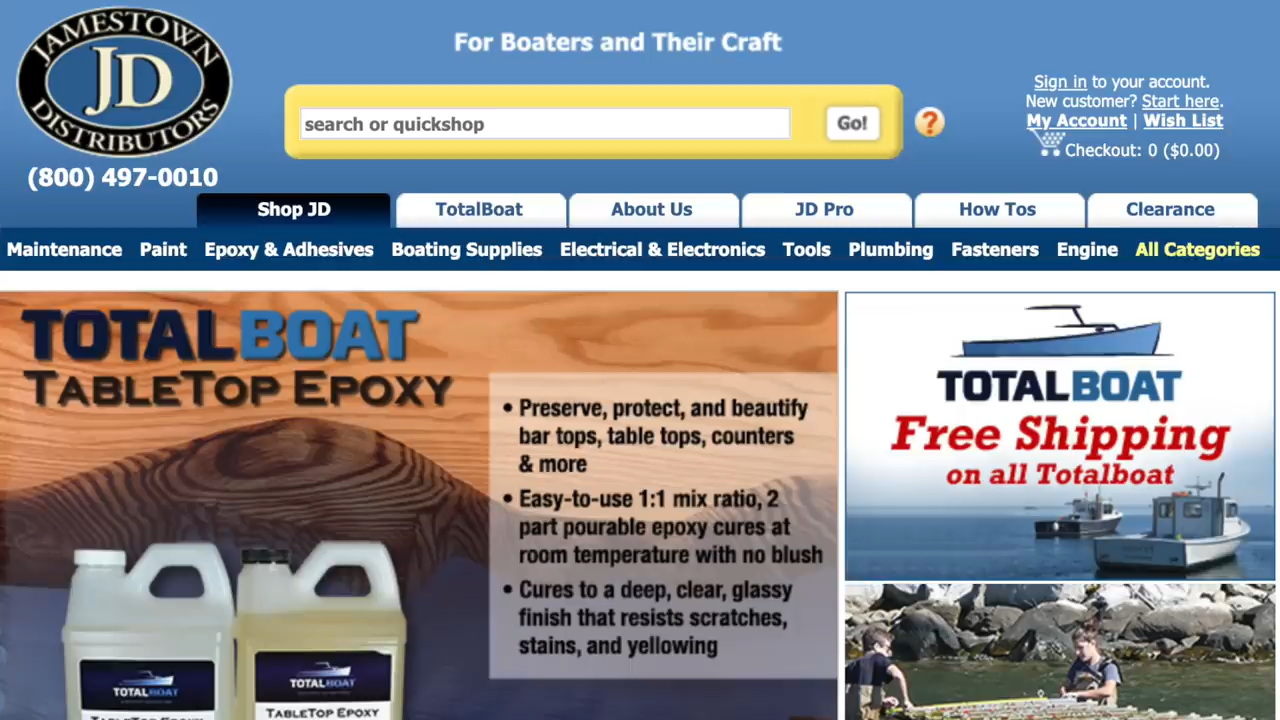 JAMESTOWN
JD
DISTRIBUTORS
(800) 497-0010
For Boaters and Their Craft
search or quickshop
Go!
?
Sign in to your account.
New customer? Start here.
My Account | Wish List
Checkout: 0 ($0.00)
Shop JD
TotalBoat
About Us
JD Pro
How Tos
Clearance
Maintenance
Paint
Epoxy & Adhesives
Boating Supplies
Electrical & Electronics
Tools
Plumbing
Fasteners
Engine
All Categories
TOTALBOAT
TABLETOP EPOXY
• Preserve, protect, and beautify
bar tops, table tops, counters
& more
• Easy-to-use 1:1 mix ratio, 2
part pourable epoxy cures at
room temperature with no blush
• Cures to a deep, clear, glassy
finish that resists scratches,
stains, and yellowing
TOTALBOAT
TABLETOP EPOXY
TOTALBOAT
TABLETOP EPOXY
TOTALBOAT
Free Shipping
on all Totalboat